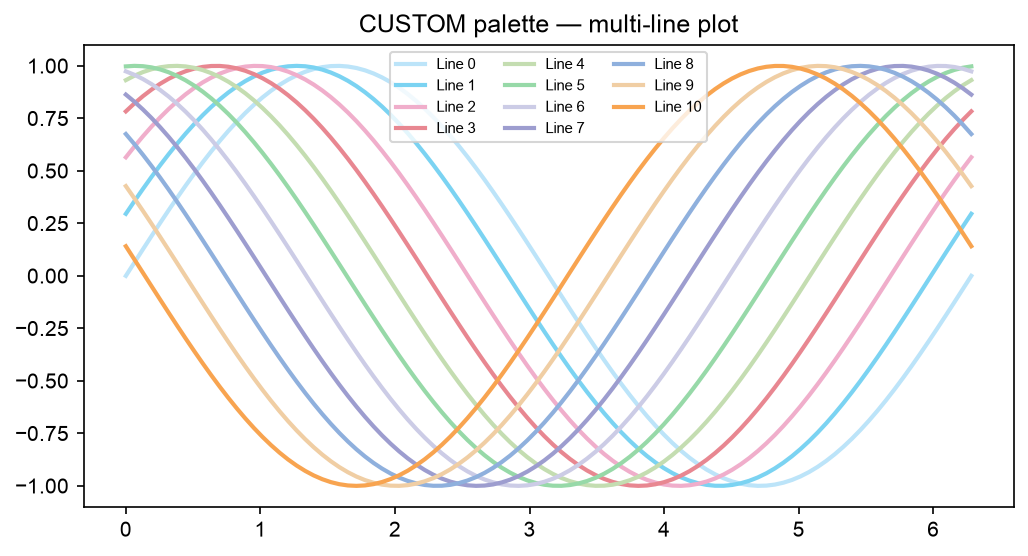 CUSTOM palette — multi-line plot
Line 0 Line 4 Line 8
Line 1 Line 5 Line 9
Line 2 Line 6 Line 10
Line 3 Line 7
1.00
0.75
0.50
0.25
0.00
−0.25
−0.50
−0.75
−1.00
0 1 2 3 4 5 6